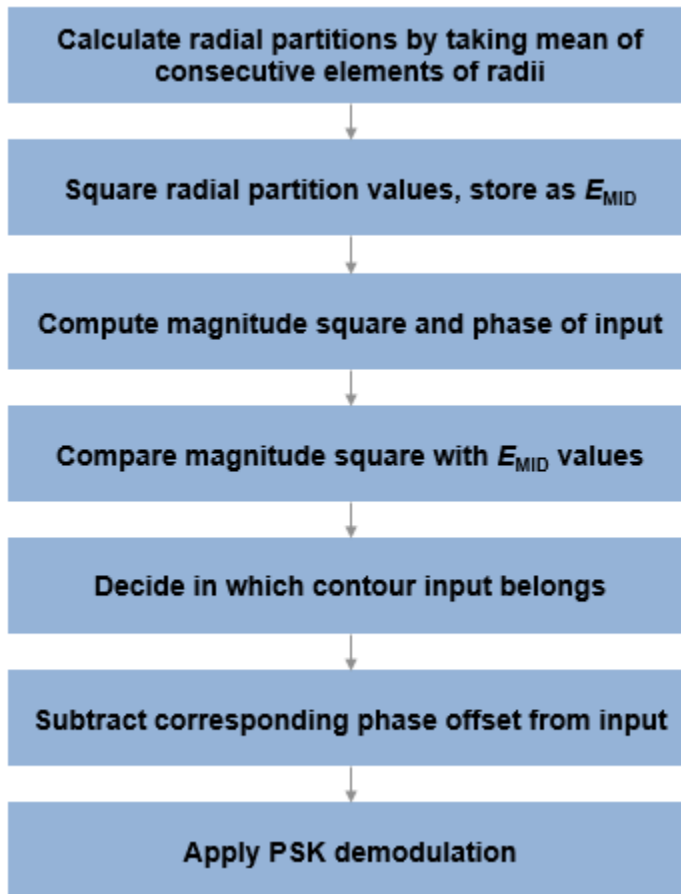 Calculate radial partitions by taking mean of
consecutive elements of radii
Square radial partition values, store as E_MID
Compute magnitude square and phase of input
Compare magnitude square with E_MID values
Decide in which contour input belongs
Subtract corresponding phase offset from input
Apply PSK demodulation